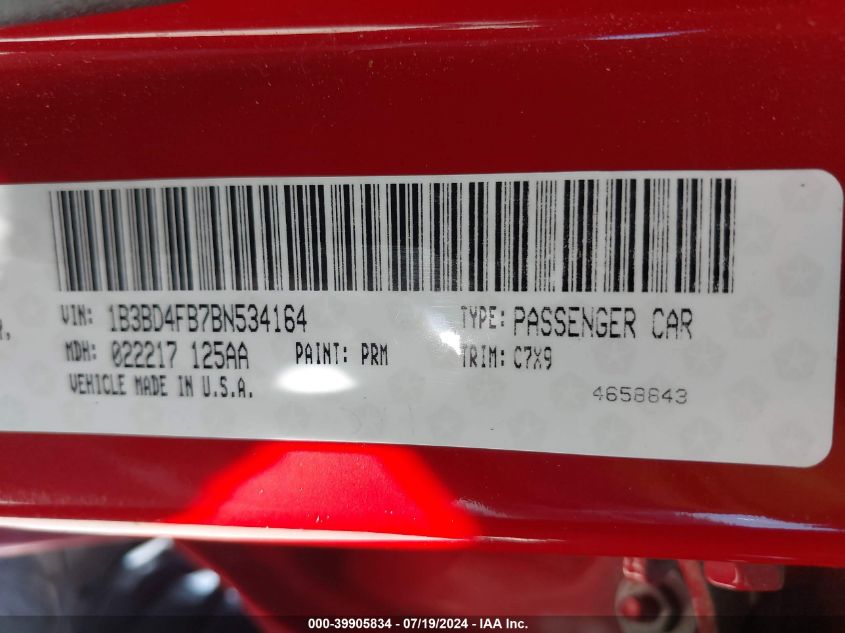 VIN: 1B3BD4FB7BN534164 TYPE: PASSENGER CAR
MDH: 022217 125AA PAINT: PRM TRIM: C7X9
VEHICLE MADE IN U.S.A. 4658843
000-39905834 / 07/19/2024 - IAA Inc.